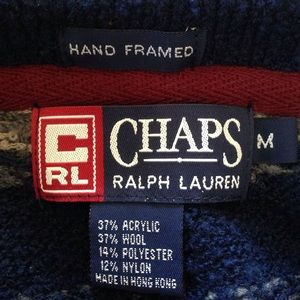 HAND FRAMED
C
RL
CHAPS
RALPH LAUREN
M
37% ACRYLIC
37% WOOL
14% POLYESTER
12% NYLON
MADE IN HONG KONG